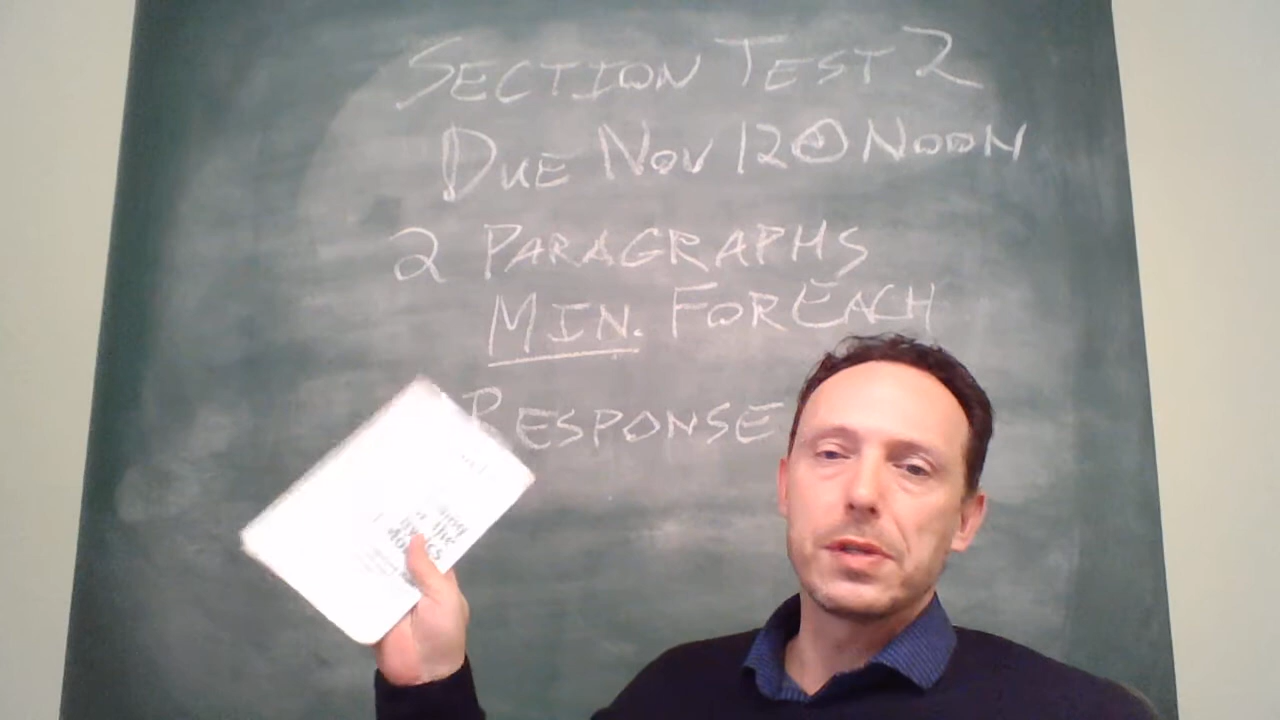 SECTION TEST 2
DUE NOV 12 @ NOON
2 PARAGRAPHS
MIN. FOR EACH
RESPONSE